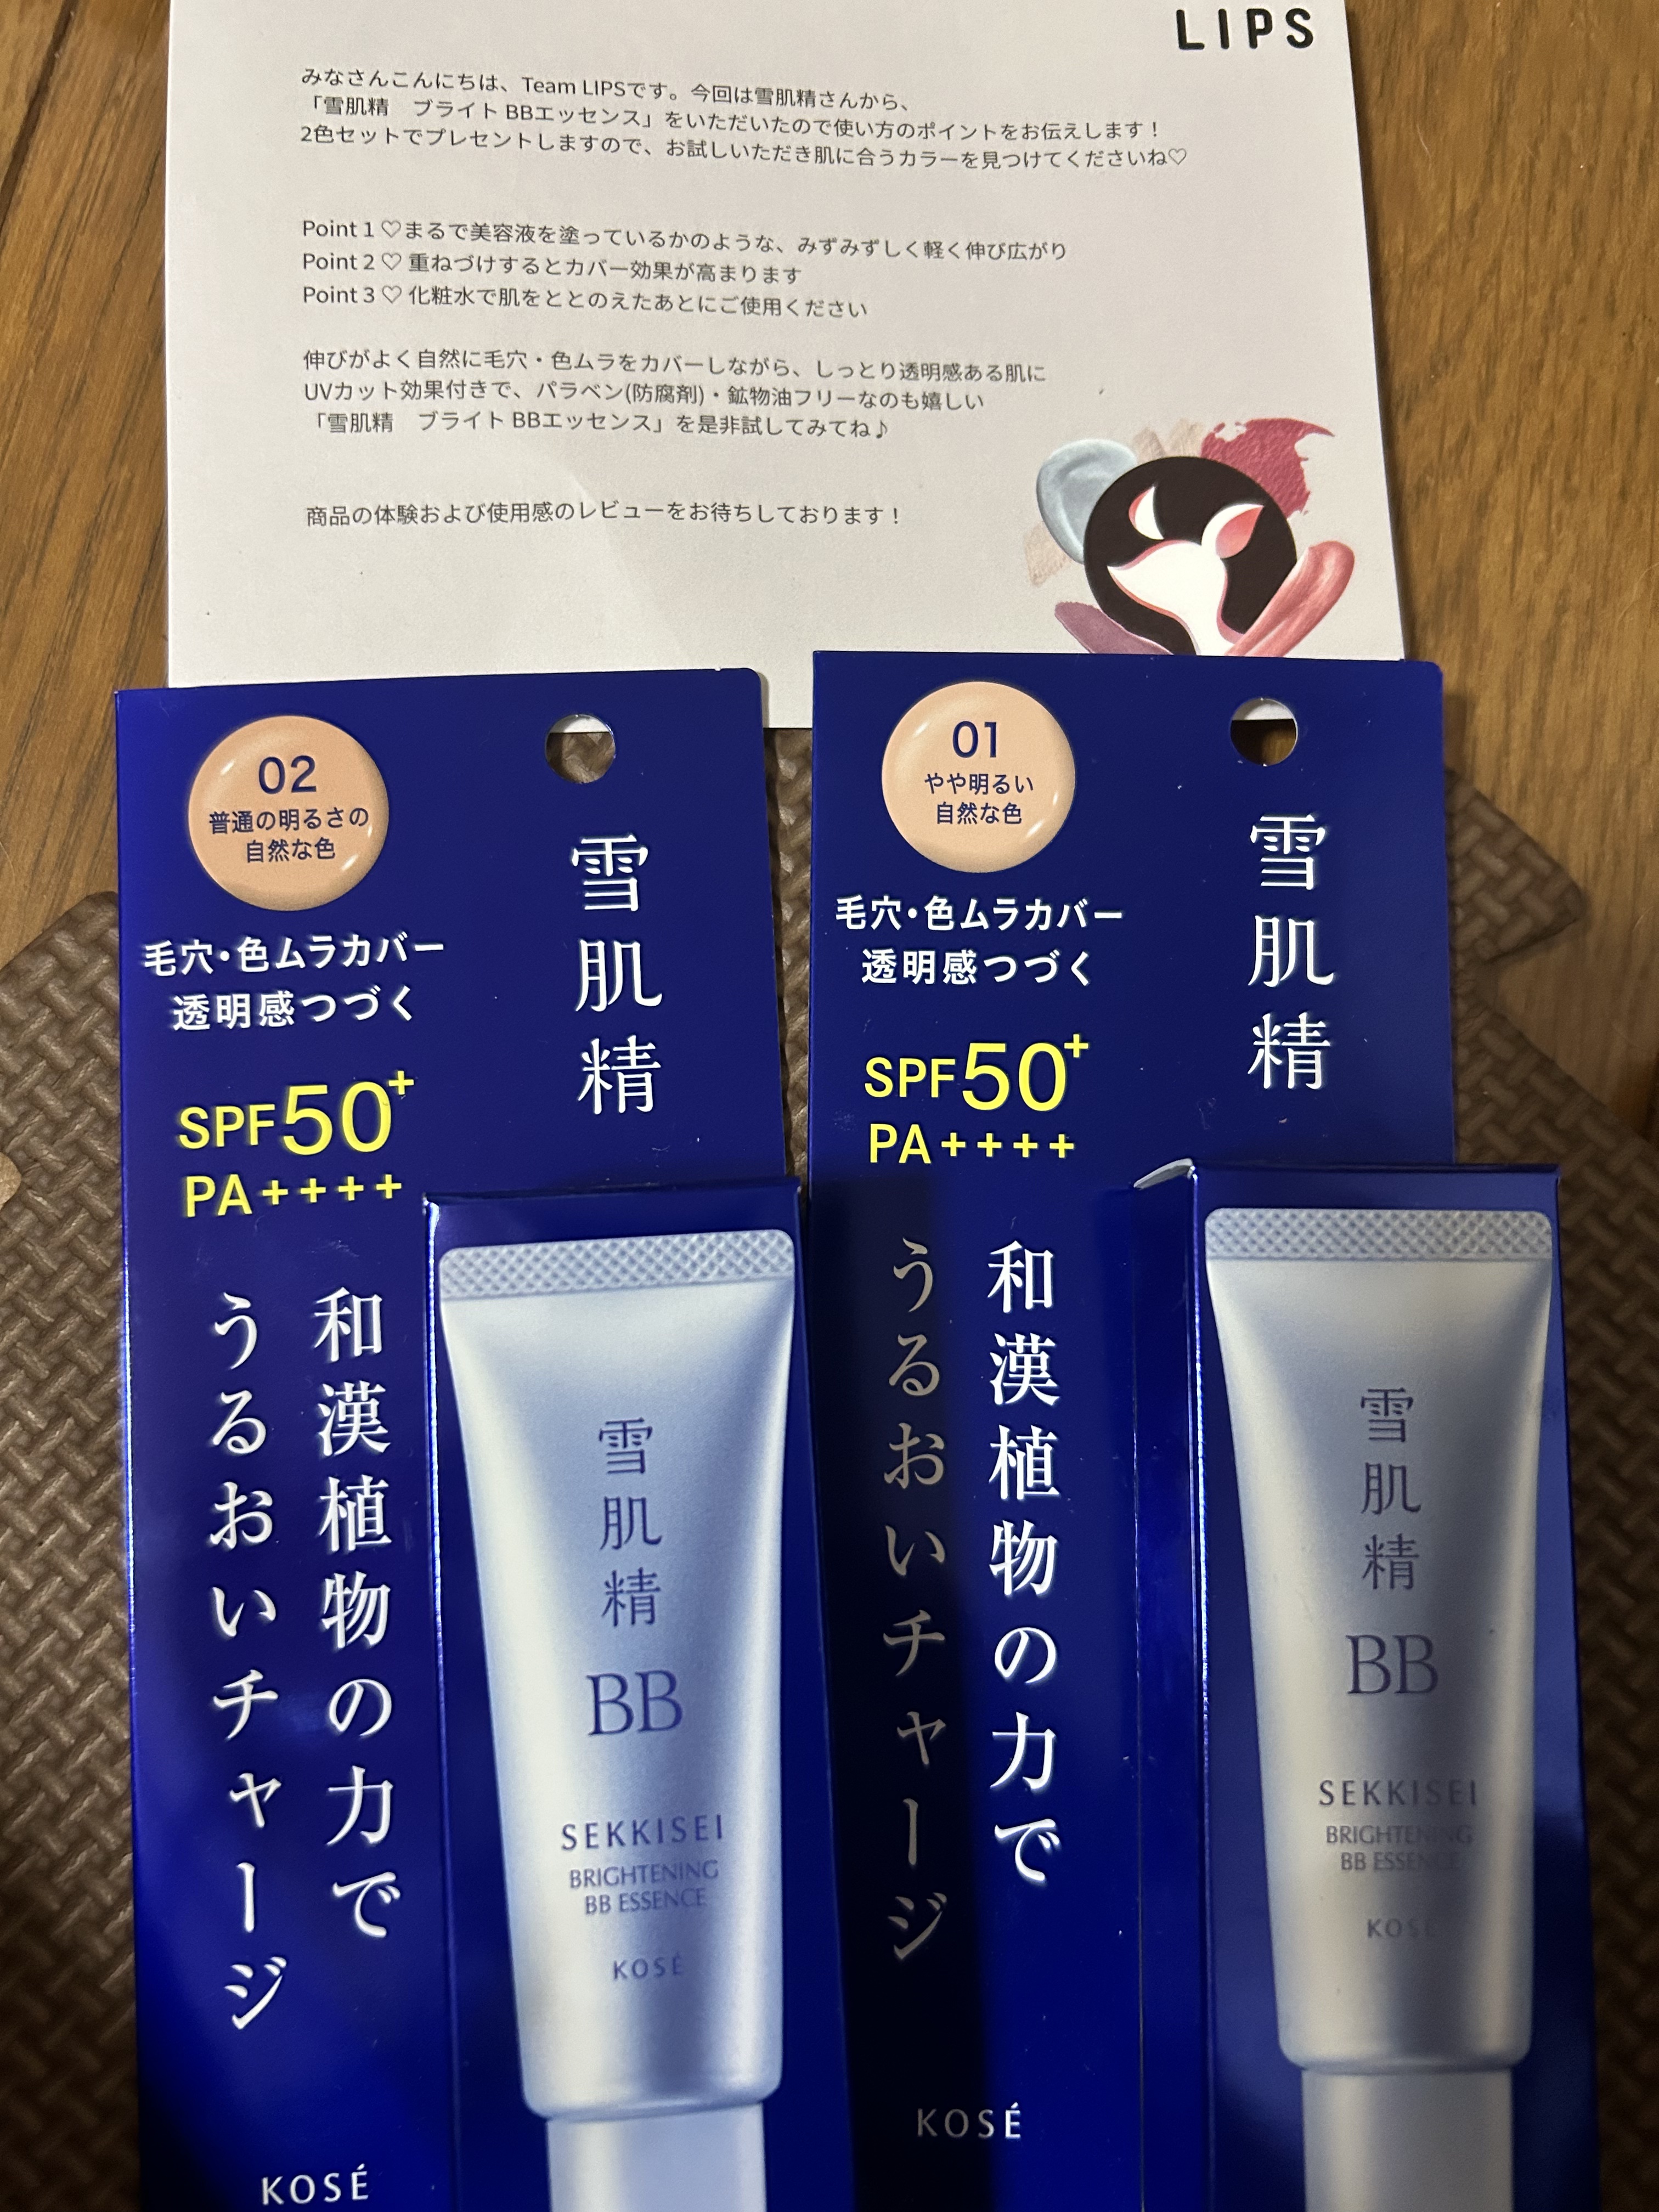 LIPS
みなさんこんにちは、Team LIPSです。今回は雪肌精さんから、
「雪肌精　ブライト BBエッセンス」をいただいたので使い方のポイントをお伝えします！
2色セットでプレゼントしますので、お試しいただき肌に合うカラーを見つけてくださいね♡
Point 1 ♡まるで美容液を塗っているかのような、みずみずしく軽く伸び広がり
Point 2 ♡ 重ねづけするとカバー効果が高まります
Point 3 ♡ 化粧水で肌をととのえたあとにご使用ください
伸びがよく自然に毛穴・色ムラをカバーしながら、しっとり透明感ある肌に
UVカット効果付きで、パラベン(防腐剤)・鉱物油フリーなのも嬉しい
「雪肌精　ブライト BBエッセンス」を是非試してみてね♪
商品の体験および使用感のレビューをお待ちしております！
02
普通の明るさの
自然な色
雪肌精
毛穴・色ムラカバー
透明感つづく
SPF50+
PA++++
和漢植物の力で
うるおいチャージ
雪肌精
BB
SEKKISEI
BRIGHTENING
BB ESSENCE
KOSÉ
KOSÉ
01
やや明るい
自然な色
雪肌精
毛穴・色ムラカバー
透明感つづく
SPF50+
PA++++
和漢植物の力で
うるおいチャージ
雪肌精
BB
SEKKISEI
BRIGHTENING
BB ESSENCE
KOSÉ
KOSÉ